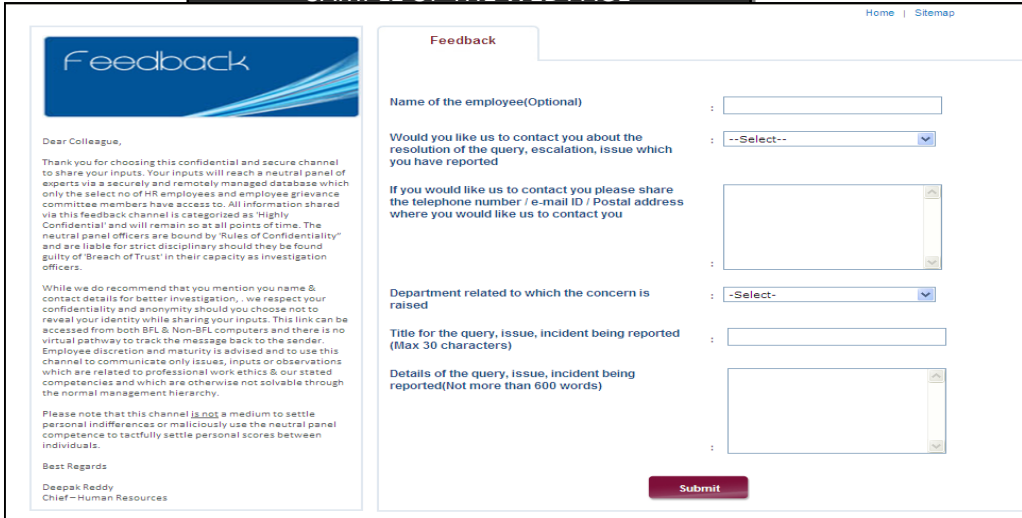 SAMPLE OF THE WEB PAGE
Home | Sitemap
Feedback
Dear Colleague,
Thank you for choosing this confidential and secure channel
to share your inputs. Your inputs will reach a neutral panel of
experts via a securely and remotely managed database which
only the select no of HR employees and employee grievance
committee members have access to. All information shared
via this feedback channel is categorized as 'Highly
Confidential' and will remain so at all points of time. The
neutral panel officers are bound by 'Rules of Confidentiality"
and are liable for strict disciplinary should they be found
guilty of 'Breach of Trust' in their capacity as investigation
officers.
While we do recommend that you mention you name &
contact details for better investigation, . we respect your
confidentiality and anonymity should you choose not to
reveal your identity while sharing your inputs. This link can be
accessed from both BFL & Non-BFL computers and there is no
virtual pathway to track the message back to the sender.
Employee discretion and maturity is advised and to use this
channel to communicate only issues, inputs or observations
which are related to professional work ethics & our stated
competencies and which are otherwise not solvable through
the normal management hierarchy.
Please note that this channel is not a medium to settle
personal indifferences or maliciously use the neutral panel
competence to tactfully settle personal scores between
individuals.
Best Regards
Deepak Reddy
Chief–Human Resources
Feedback
Name of the employee(Optional) :
Would you like us to contact you about the : --Select--
resolution of the query, escalation, issue which
you have reported
If you would like us to contact you please share
the telephone number / e-mail ID / Postal address
where you would like us to contact you
:
Department related to which the concern is : -Select-
raised
Title for the query, issue, incident being reported
(Max 30 characters) :
Details of the query, issue, incident being
reported(Not more than 600 words)
:
Submit